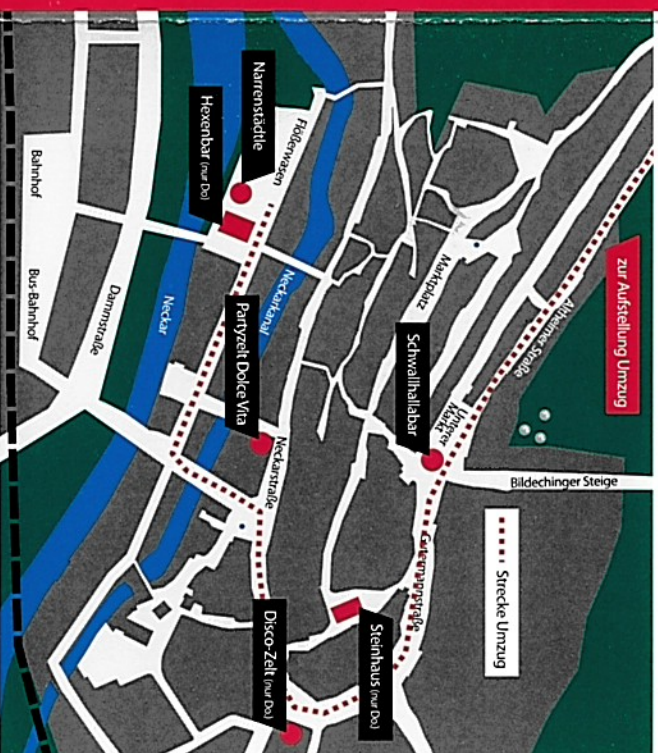 zur Aufstellung Umzug
Altheimer Straße
Bildechinger Steige
Strecke Umzug
Unterer
Markt
Marktplatz
Schwallhallabar
Gutermannstraße
Steinhaus (nur Do.)
Narrenstädtle
Hexenbar (nur Do.)
Flößerwasen
Neckarkanal
Partyzelt Dolce Vita
Neckarstraße
Disco-Zelt (nur Do.)
Neckar
Dammstraße
Bahnhof
Bus-Bahnhof